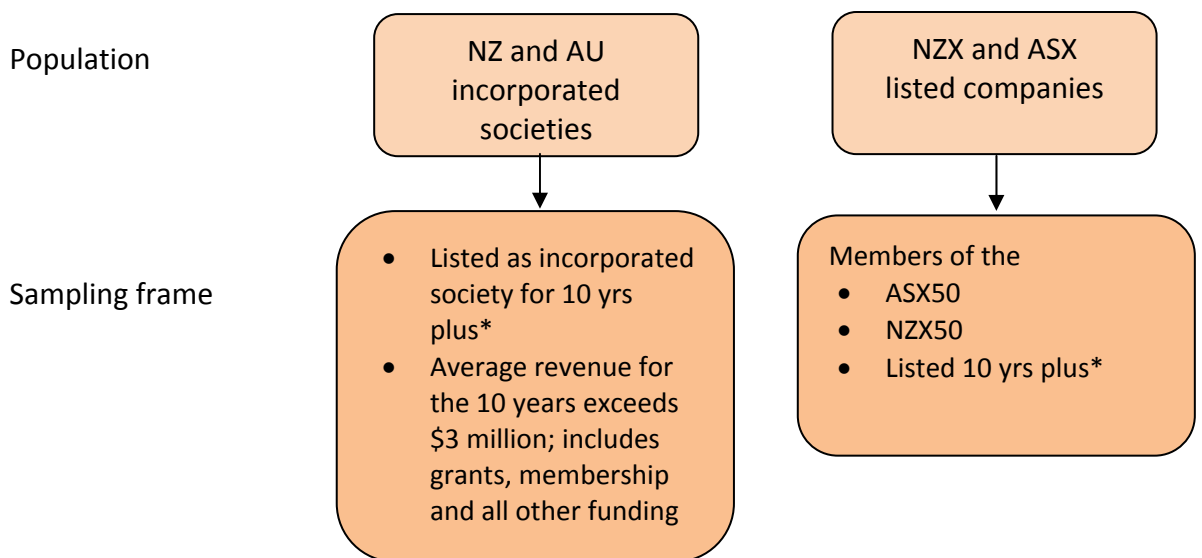 Population
NZ and AU
incorporated
societies
NZX and ASX
listed companies
Sampling frame
• Listed as incorporated
society for 10 yrs
plus*
• Average revenue for
the 10 years exceeds
$3 million; includes
grants, membership
and all other funding
Members of the
• ASX50
• NZX50
• Listed 10 yrs plus*